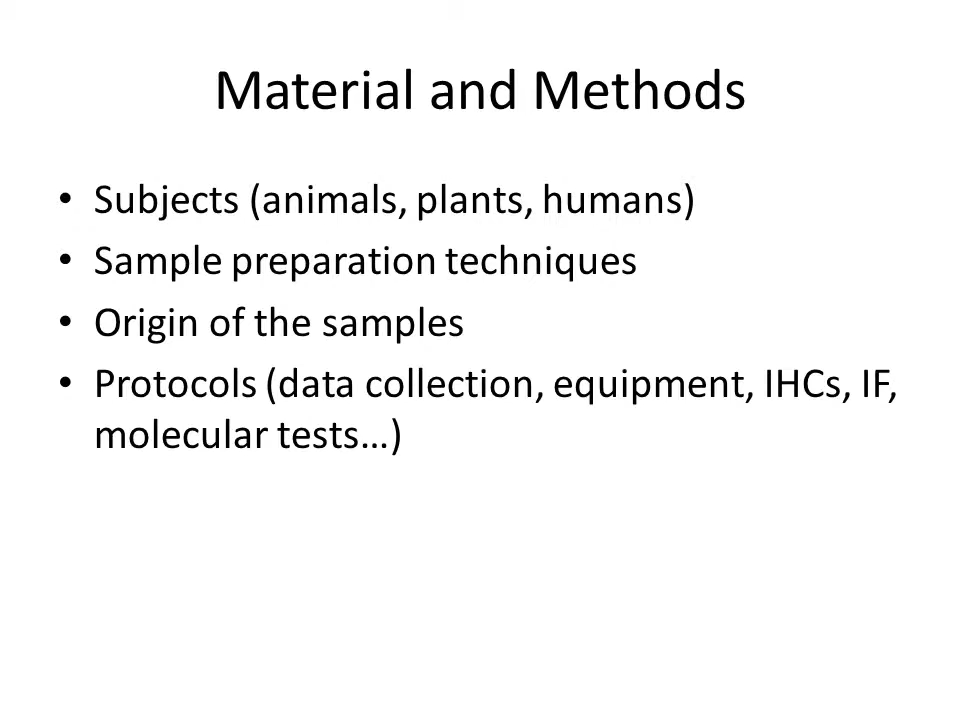 Material and Methods
• Subjects (animals, plants, humans)
• Sample preparation techniques
• Origin of the samples
• Protocols (data collection, equipment, IHCs, IF,
molecular tests…)